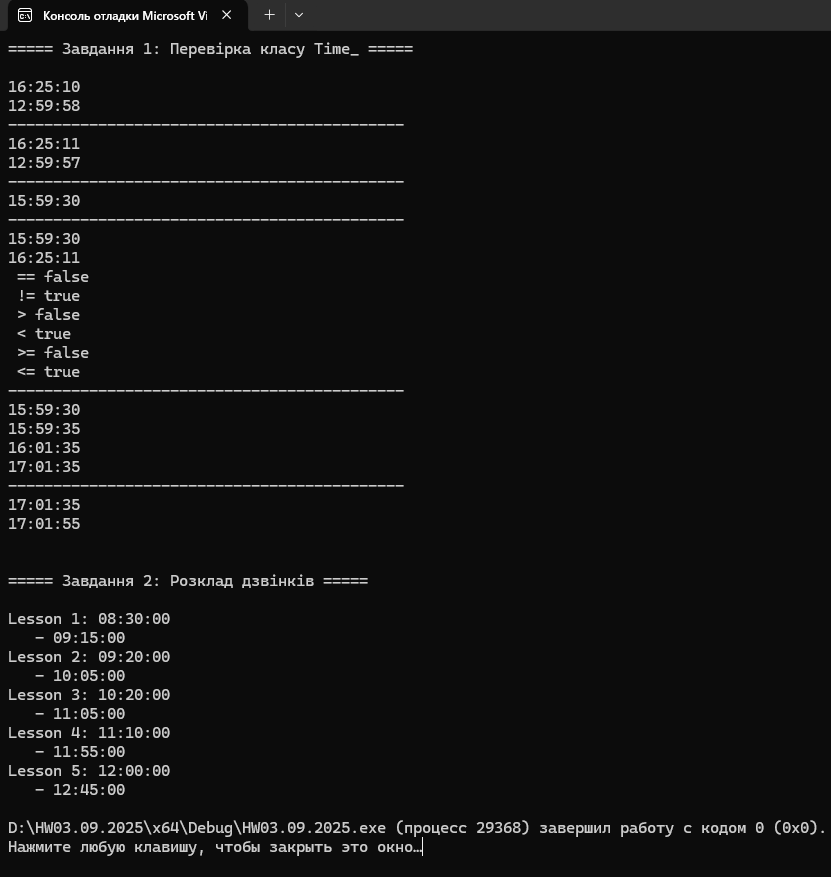 Консоль отладки Microsoft Vi
===== Завдання 1: Перевірка класу Time_ =====
16:25:10
12:59:58
--------------------------------------------
16:25:11
12:59:57
--------------------------------------------
15:59:30
--------------------------------------------
15:59:30
16:25:11
== false
!= true
> false
< true
>= false
<= true
--------------------------------------------
15:59:30
15:59:35
16:01:35
17:01:35
--------------------------------------------
17:01:35
17:01:55
===== Завдання 2: Розклад дзвінків =====
Lesson 1: 08:30:00
- 09:15:00
Lesson 2: 09:20:00
- 10:05:00
Lesson 3: 10:20:00
- 11:05:00
Lesson 4: 11:10:00
- 11:55:00
Lesson 5: 12:00:00
- 12:45:00
D:\HW03.09.2025\x64\Debug\HW03.09.2025.exe (процесс 29368) завершил работу с кодом 0 (0x0).
Нажмите любую клавишу, чтобы закрыть это окно…